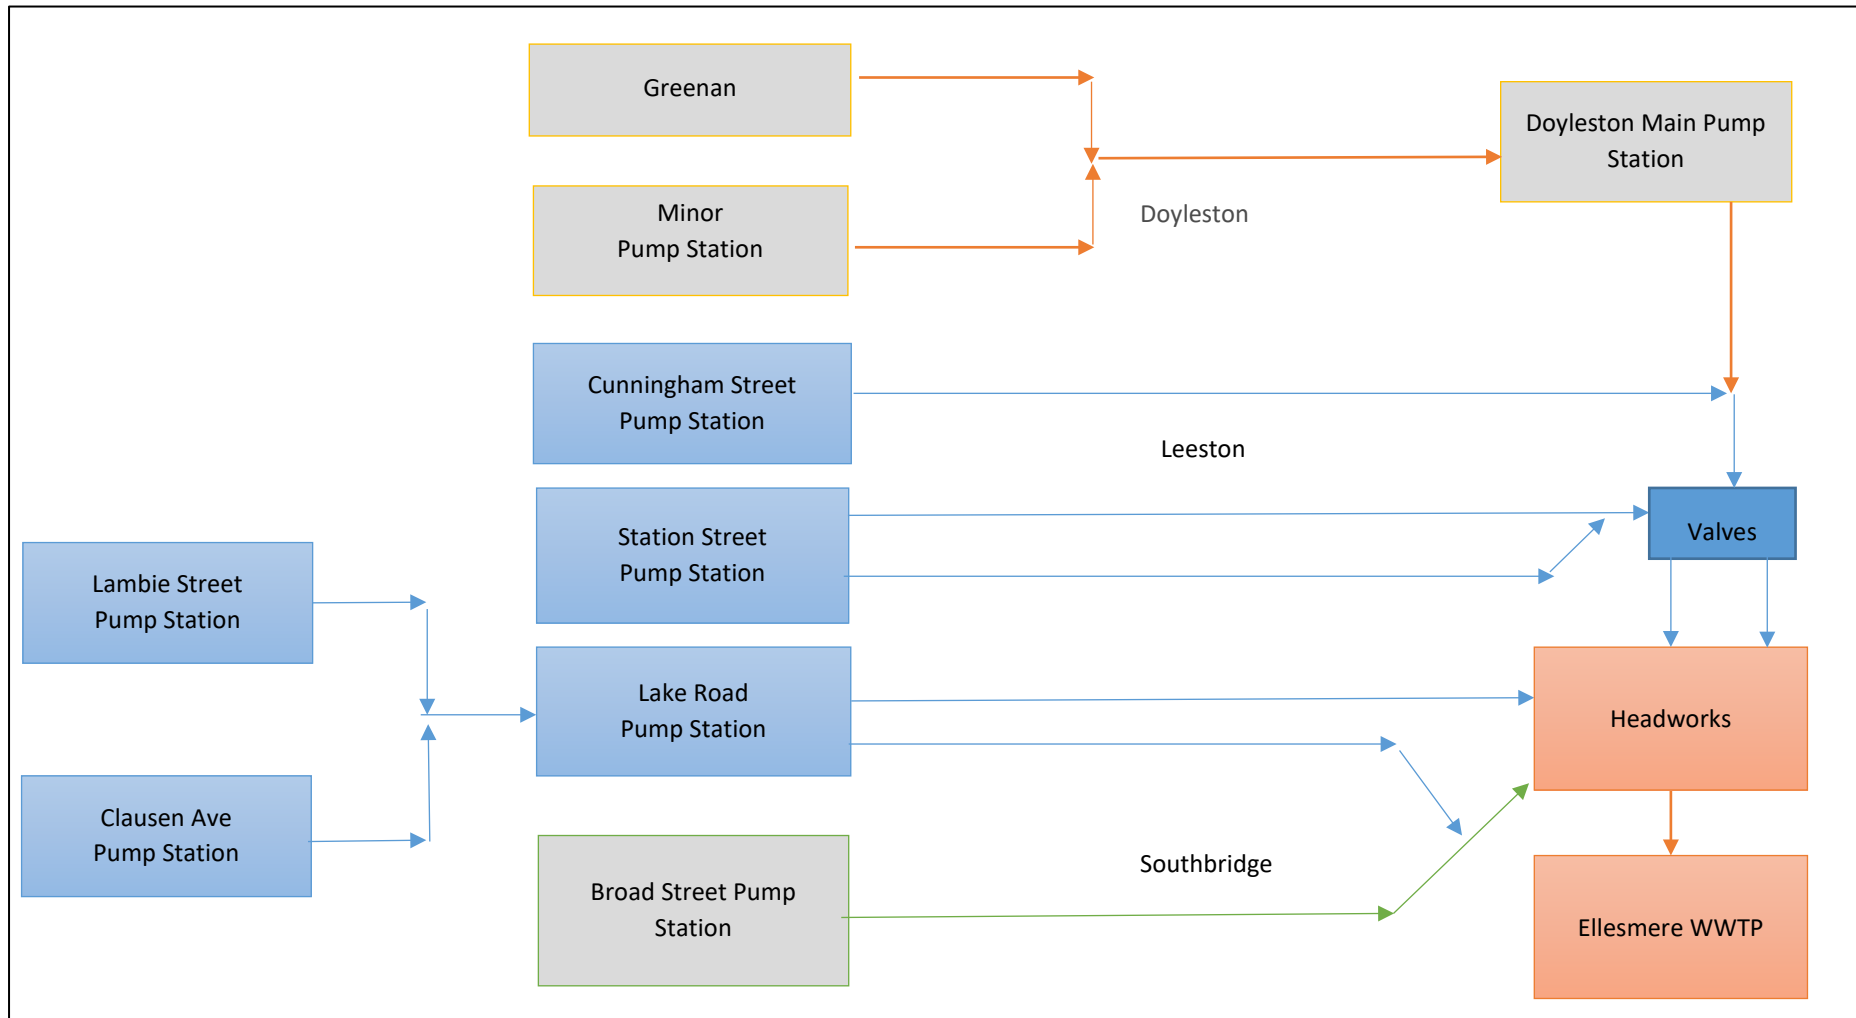 Greenan
Doyleston Main Pump
Station
Minor
Pump Station
Doyleston
Cunningham Street
Pump Station
Leeston
Station Street
Pump Station
Valves
Lambie Street
Pump Station
Lake Road
Pump Station
Headworks
Clausen Ave
Pump Station
Southbridge
Broad Street Pump
Station
Ellesmere WWTP